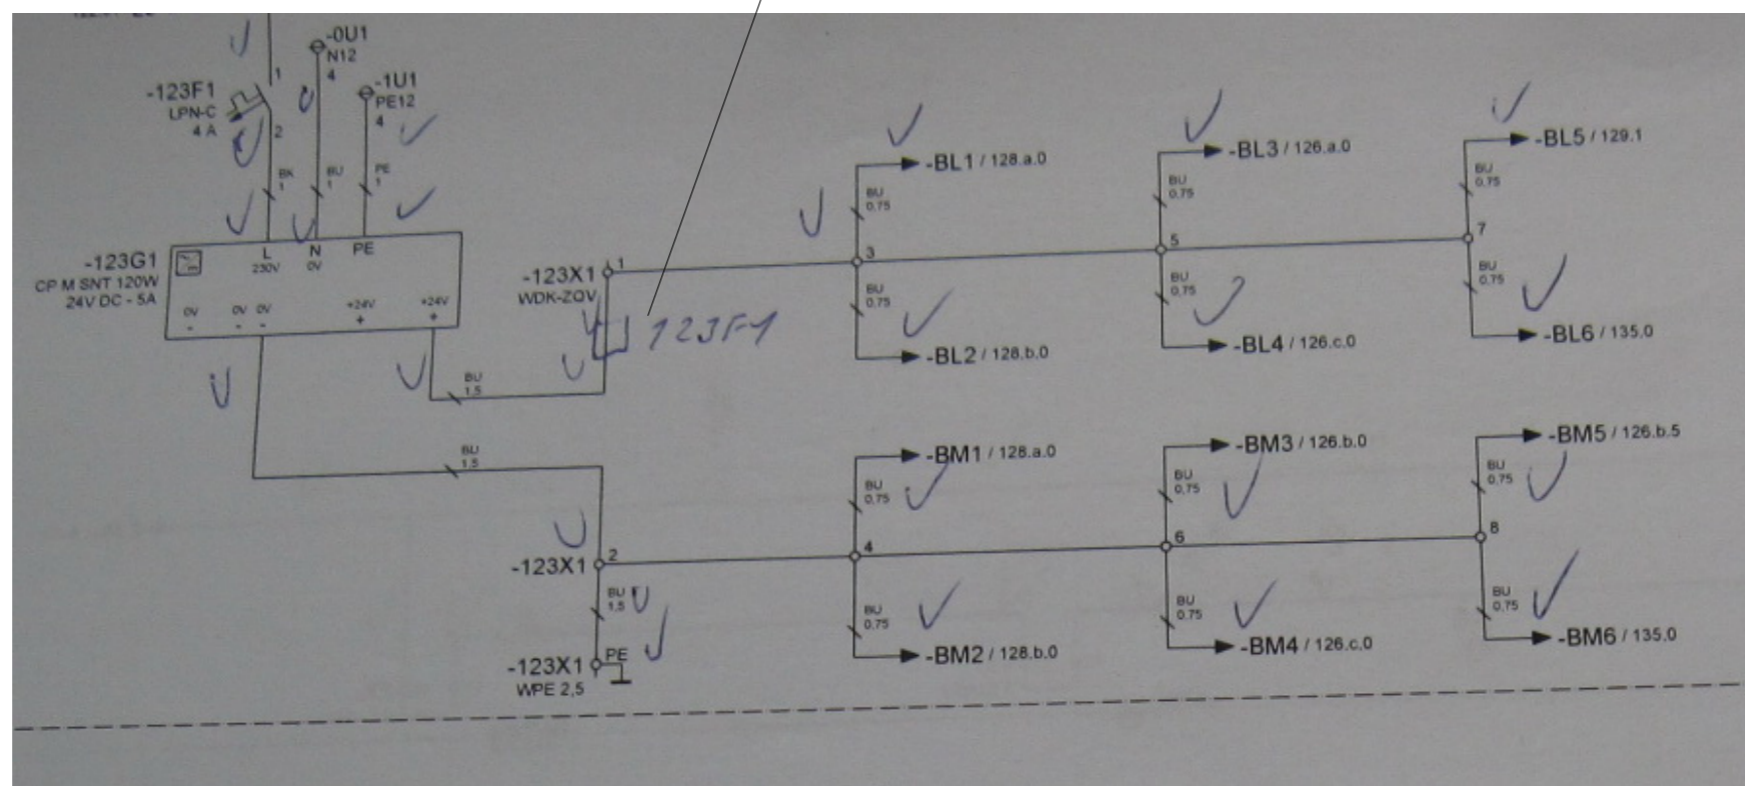 -0U1
N12
4
1
-123F1
LPN-C
4 A
2
-1U1
PE12
4
BK
1
BU
1
PE
1
-123G1
CP M SNT 120W
24V DC - 5A
L
230V
N
0V
PE
0V
-
0V
-
0V
-
+24V
+
+24V
+
BU
1,5
BU
1,5
-123X1
1
WDK-ZQV
123F1
-BL1 / 128.a.0
BU
0,75
3
BU
0,75
-BL2 / 128.b.0
-BL3 / 126.a.0
BU
0,75
5
BU
0,75
-BL4 / 126.c.0
-BL5 / 129.1
BU
0,75
7
BU
0,75
-BL6 / 135.0
-BM1 / 128.a.0
BU
0,75
4
BU
0,75
-BM2 / 128.b.0
-BM3 / 126.b.0
BU
0,75
6
BU
0,75
-BM4 / 126.c.0
-BM5 / 126.b.5
BU
0,75
8
BU
0,75
-BM6 / 135.0
-123X1
2
BU
1,5
-123X1
PE
WPE 2,5